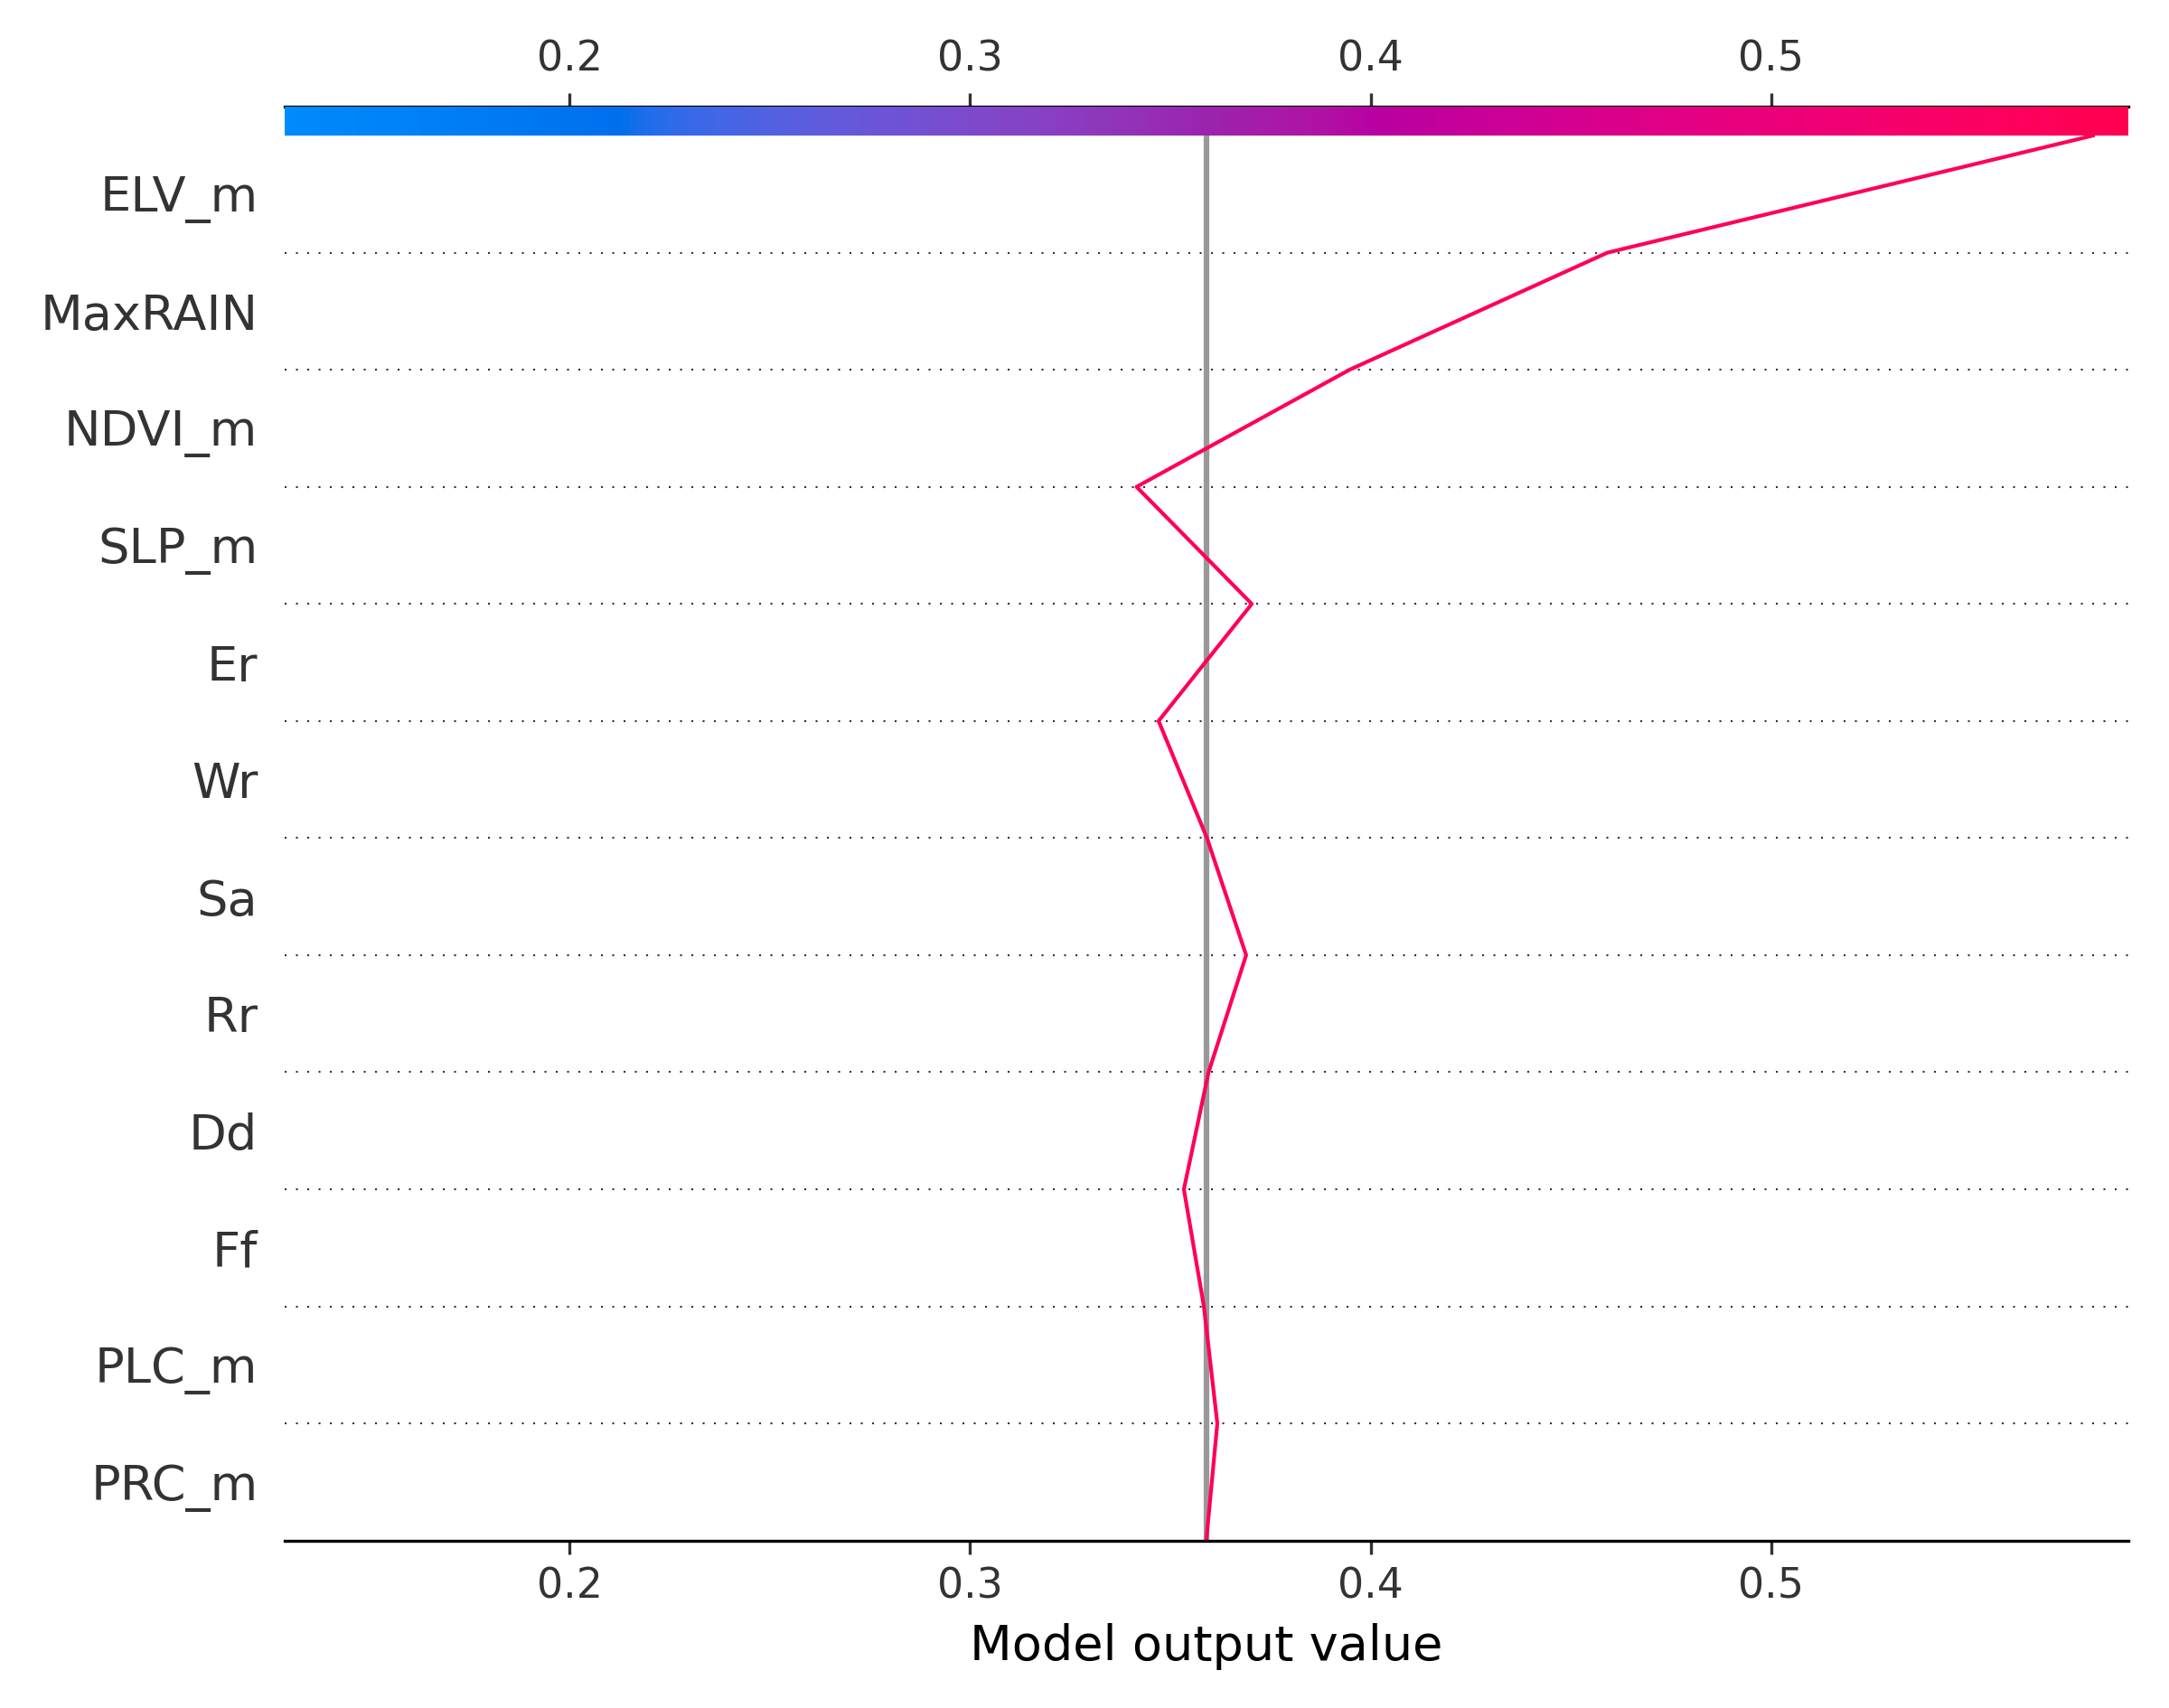 0.2 0.3 0.4 0.5
ELV_m
MaxRAIN
NDVI_m
SLP_m
Er
Wr
Sa
Rr
Dd
Ff
PLC_m
PRC_m
0.2 0.3 0.4 0.5
Model output value